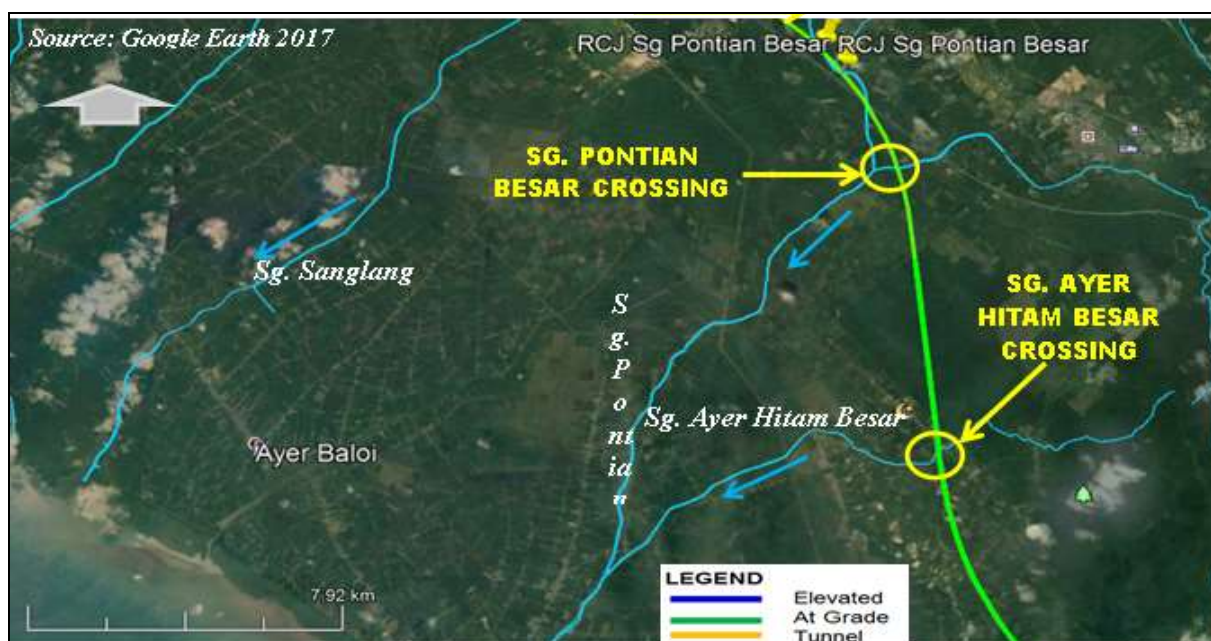 Source: Google Earth 2017
RCJ Sg Pontian Besar RCJ Sg Pontian Besar
SG. PONTIAN
BESAR CROSSING
Sg. Sanglang
SG. AYER
HITAM BESAR
CROSSING
S
g.
P
o
nt
ia
n
Sg. Ayer Hitam Besar
Ayer Baloi
7.92 km
LEGEND
Elevated
At Grade
Tunnel